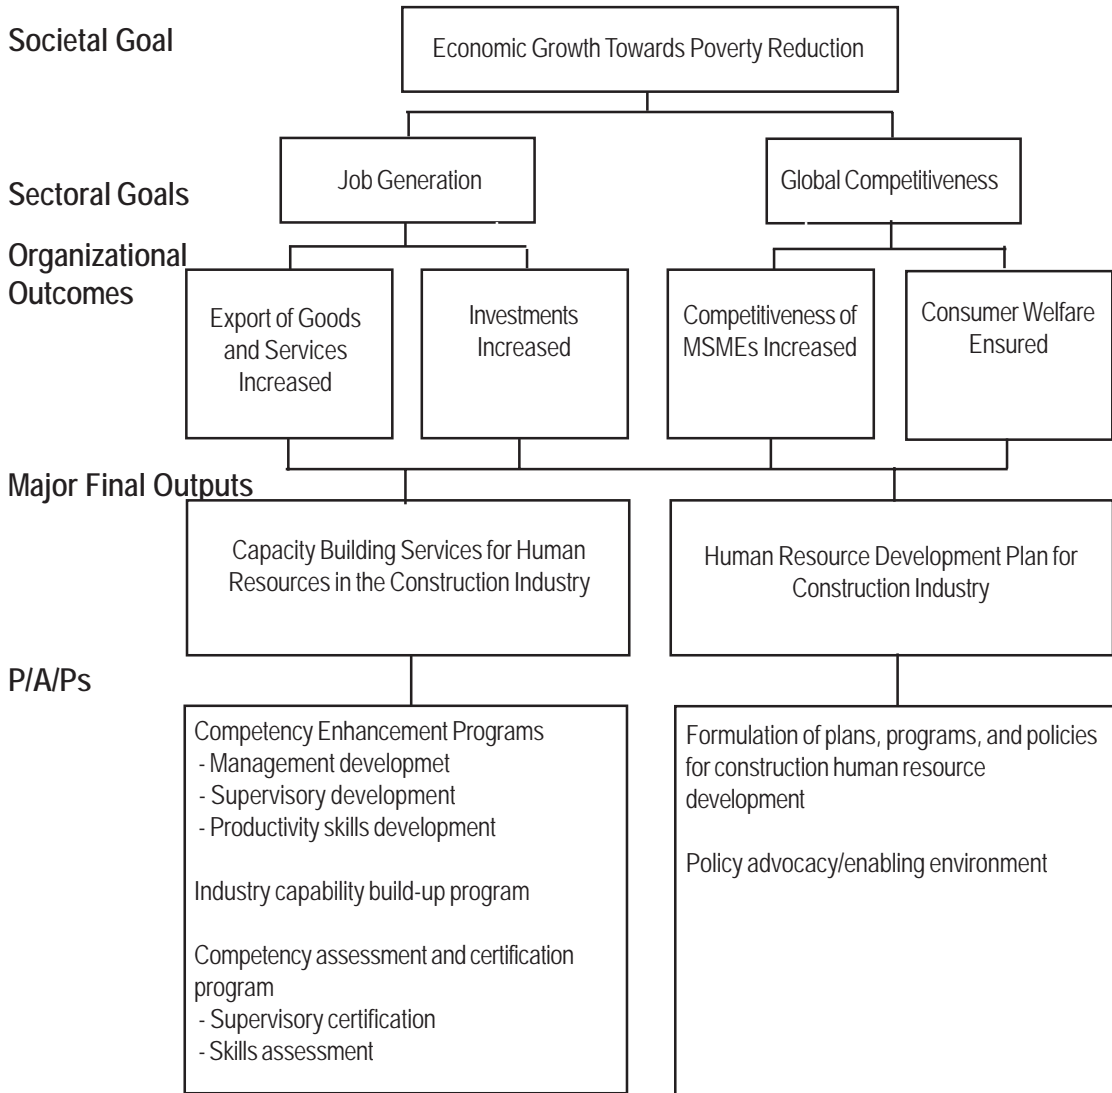 Societal Goal
Economic Growth Towards Poverty Reduction
Sectoral Goals
Job Generation
Global Competitiveness
Organizational
Outcomes
Export of Goods
and Services
Increased
Investments
Increased
Competitiveness of
MSMEs Increased
Consumer Welfare
Ensured
Major Final Outputs
Capacity Building Services for Human
Resources in the Construction Industry
Human Resource Development Plan for
Construction Industry
P/A/Ps
Competency Enhancement Programs
- Management developmet
- Supervisory development
- Productivity skills development
Industry capability build-up program
Competency assessment and certification
program
- Supervisory certification
- Skills assessment
Formulation of plans, programs, and policies
for construction human resource
development
Policy advocacy/enabling environment